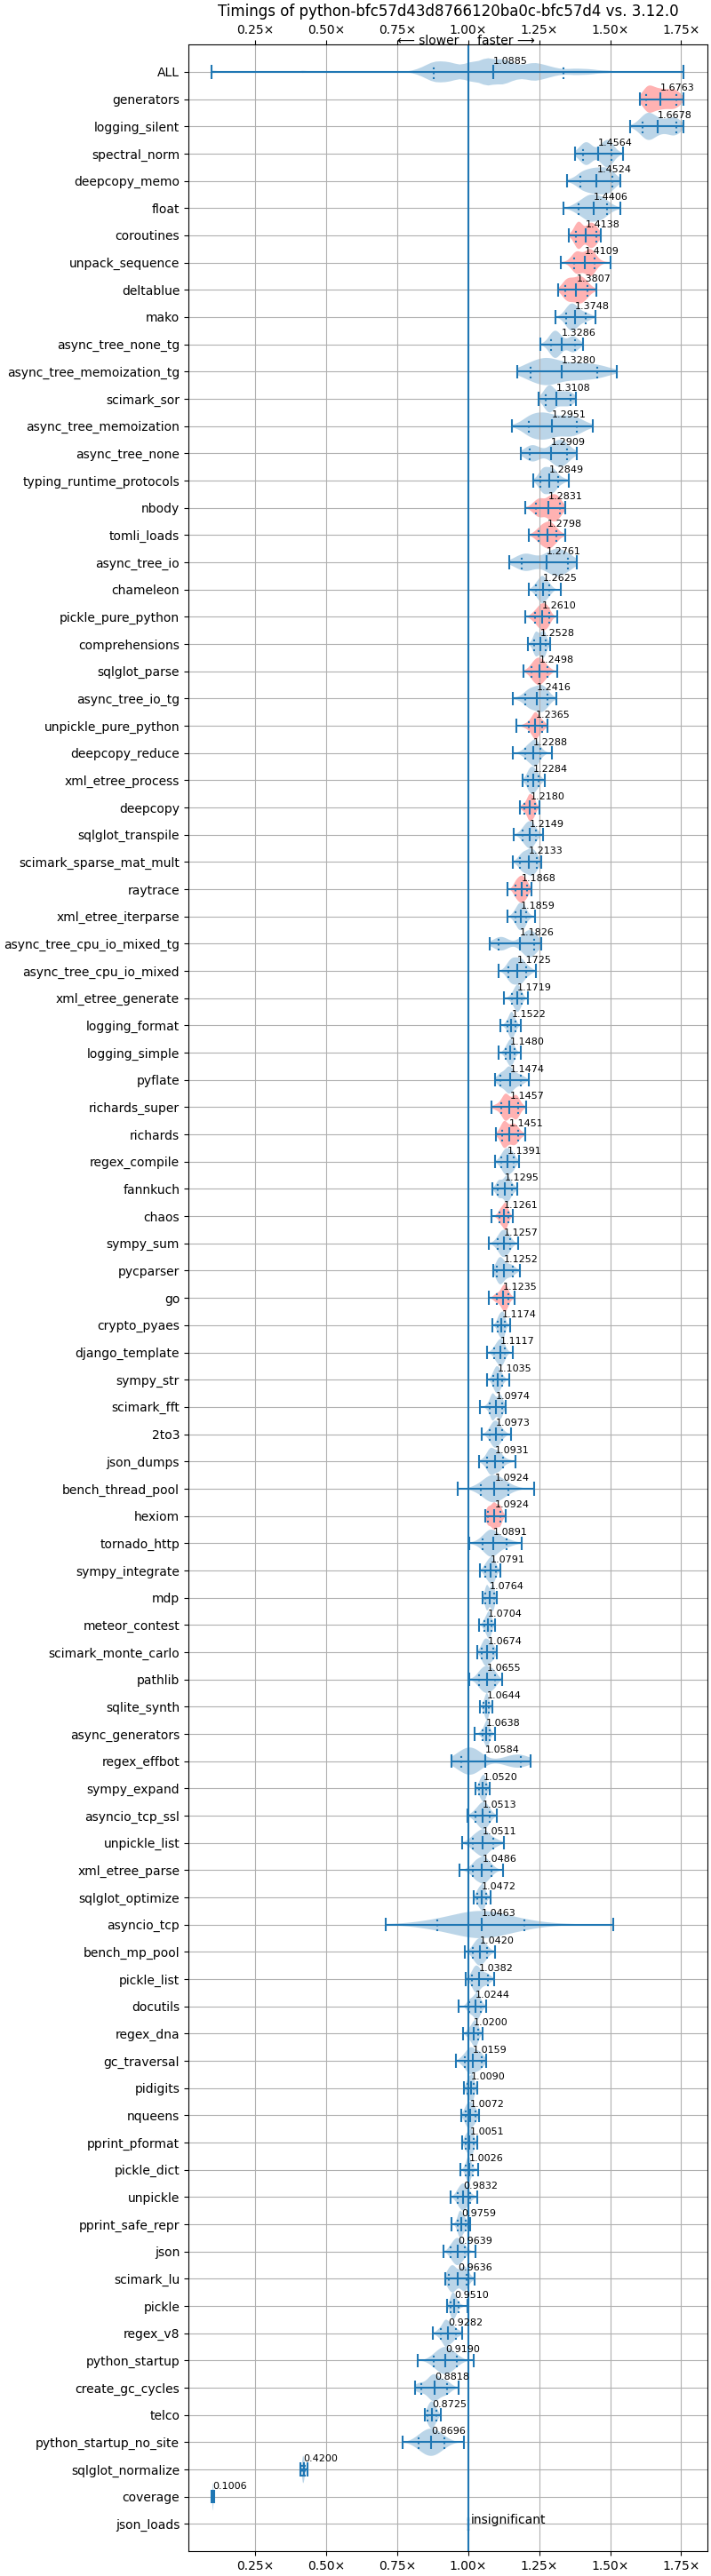 Timings of python-bfc57d43d8766120ba0c-bfc57d4 vs. 3.12.0
0.25× 0.50× 0.75× 1.00× 1.25× 1.50× 1.75×
⟵ slower faster ⟶
ALL 1.0885
generators 1.6763
logging_silent 1.6678
spectral_norm 1.4564
deepcopy_memo 1.4524
float 1.4406
coroutines 1.4138
unpack_sequence 1.4109
deltablue 1.3807
mako 1.3748
async_tree_none_tg 1.3286
async_tree_memoization_tg 1.3280
scimark_sor 1.3108
async_tree_memoization 1.2951
async_tree_none 1.2909
typing_runtime_protocols 1.2849
nbody 1.2831
tomli_loads 1.2798
async_tree_io 1.2761
chameleon 1.2625
pickle_pure_python 1.2610
comprehensions 1.2528
sqlglot_parse 1.2498
async_tree_io_tg 1.2416
unpickle_pure_python 1.2365
deepcopy_reduce 1.2288
xml_etree_process 1.2284
deepcopy 1.2180
sqlglot_transpile 1.2149
scimark_sparse_mat_mult 1.2133
raytrace 1.1868
xml_etree_iterparse 1.1859
async_tree_cpu_io_mixed_tg 1.1826
async_tree_cpu_io_mixed 1.1725
xml_etree_generate 1.1719
logging_format 1.1522
logging_simple 1.1480
pyflate 1.1474
richards_super 1.1457
richards 1.1451
regex_compile 1.1391
fannkuch 1.1295
chaos 1.1261
sympy_sum 1.1257
pycparser 1.1252
go 1.1235
crypto_pyaes 1.1174
django_template 1.1117
sympy_str 1.1035
scimark_fft 1.0974
2to3 1.0973
json_dumps 1.0931
bench_thread_pool 1.0924
hexiom 1.0924
tornado_http 1.0891
sympy_integrate 1.0791
mdp 1.0764
meteor_contest 1.0704
scimark_monte_carlo 1.0674
pathlib 1.0655
sqlite_synth 1.0644
async_generators 1.0638
regex_effbot 1.0584
sympy_expand 1.0520
asyncio_tcp_ssl 1.0513
unpickle_list 1.0511
xml_etree_parse 1.0486
sqlglot_optimize 1.0472
asyncio_tcp 1.0463
bench_mp_pool 1.0420
pickle_list 1.0382
docutils 1.0244
regex_dna 1.0200
gc_traversal 1.0159
pidigits 1.0090
nqueens 1.0072
pprint_pformat 1.0051
pickle_dict 1.0026
unpickle 0.9832
pprint_safe_repr 0.9759
json 0.9639
scimark_lu 0.9636
pickle 0.9510
regex_v8 0.9282
python_startup 0.9190
create_gc_cycles 0.8818
telco 0.8725
python_startup_no_site 0.8696
sqlglot_normalize 0.4200
coverage 0.1006
json_loads insignificant
0.25× 0.50× 0.75× 1.00× 1.25× 1.50× 1.75×